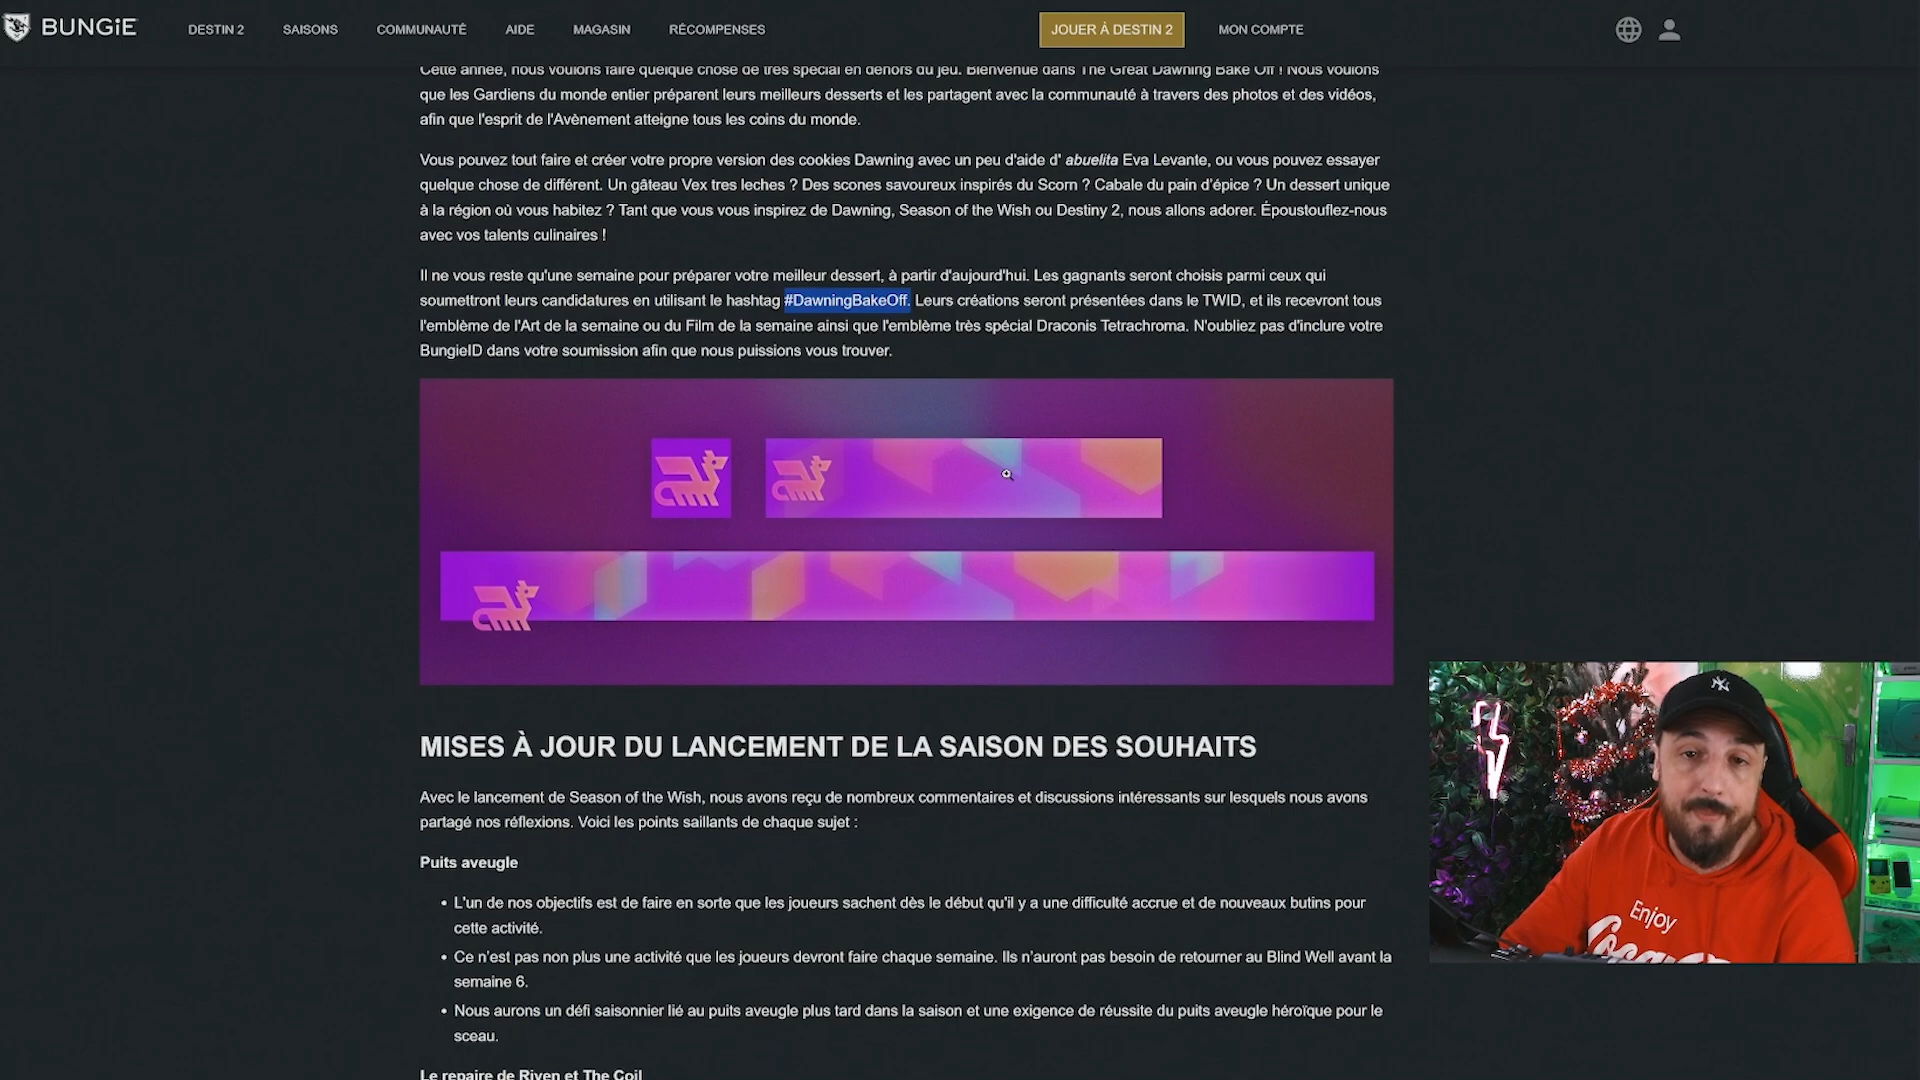 BUNGiE DESTIN 2 SAISONS COMMUNAUTÉ AIDE MAGASIN RÉCOMPENSES JOUER À DESTIN 2 MON COMPTE
Cette année, nous voulons faire quelque chose de très spécial en dehors du jeu. Bienvenue dans The Great Dawning Bake Off ! Nous voulons
que les Gardiens du monde entier préparent leurs meilleurs desserts et les partagent avec la communauté à travers des photos et des vidéos,
afin que l'esprit de l'Avènement atteigne tous les coins du monde.
Vous pouvez tout faire et créer votre propre version des cookies Dawning avec un peu d'aide d' abuelita Eva Levante, ou vous pouvez essayer
quelque chose de différent. Un gâteau Vex tres leches ? Des scones savoureux inspirés du Scorn ? Cabale du pain d'épice ? Un dessert unique
à la région où vous habitez ? Tant que vous vous inspirez de Dawning, Season of the Wish ou Destiny 2, nous allons adorer. Époustouflez-nous
avec vos talents culinaires !
Il ne vous reste qu'une semaine pour préparer votre meilleur dessert, à partir d'aujourd'hui. Les gagnants seront choisis parmi ceux qui
soumettront leurs candidatures en utilisant le hashtag #DawningBakeOff. Leurs créations seront présentées dans le TWID, et ils recevront tous
l'emblème de l'Art de la semaine ou du Film de la semaine ainsi que l'emblème très spécial Draconis Tetrachroma. N'oubliez pas d'inclure votre
BungieID dans votre soumission afin que nous puissions vous trouver.
MISES À JOUR DU LANCEMENT DE LA SAISON DES SOUHAITS
Avec le lancement de Season of the Wish, nous avons reçu de nombreux commentaires et discussions intéressants sur lesquels nous avons
partagé nos réflexions. Voici les points saillants de chaque sujet :
Puits aveugle
• L'un de nos objectifs est de faire en sorte que les joueurs sachent dès le début qu'il y a une difficulté accrue et de nouveaux butins pour
cette activité.
• Ce n'est pas non plus une activité que les joueurs devront faire chaque semaine. Ils n'auront pas besoin de retourner au Blind Well avant la
semaine 6.
• Nous aurons un défi saisonnier lié au puits aveugle plus tard dans la saison et une exigence de réussite du puits aveugle héroïque pour le
sceau.
Le repaire de Riven et The Coil
NY
Enjoy